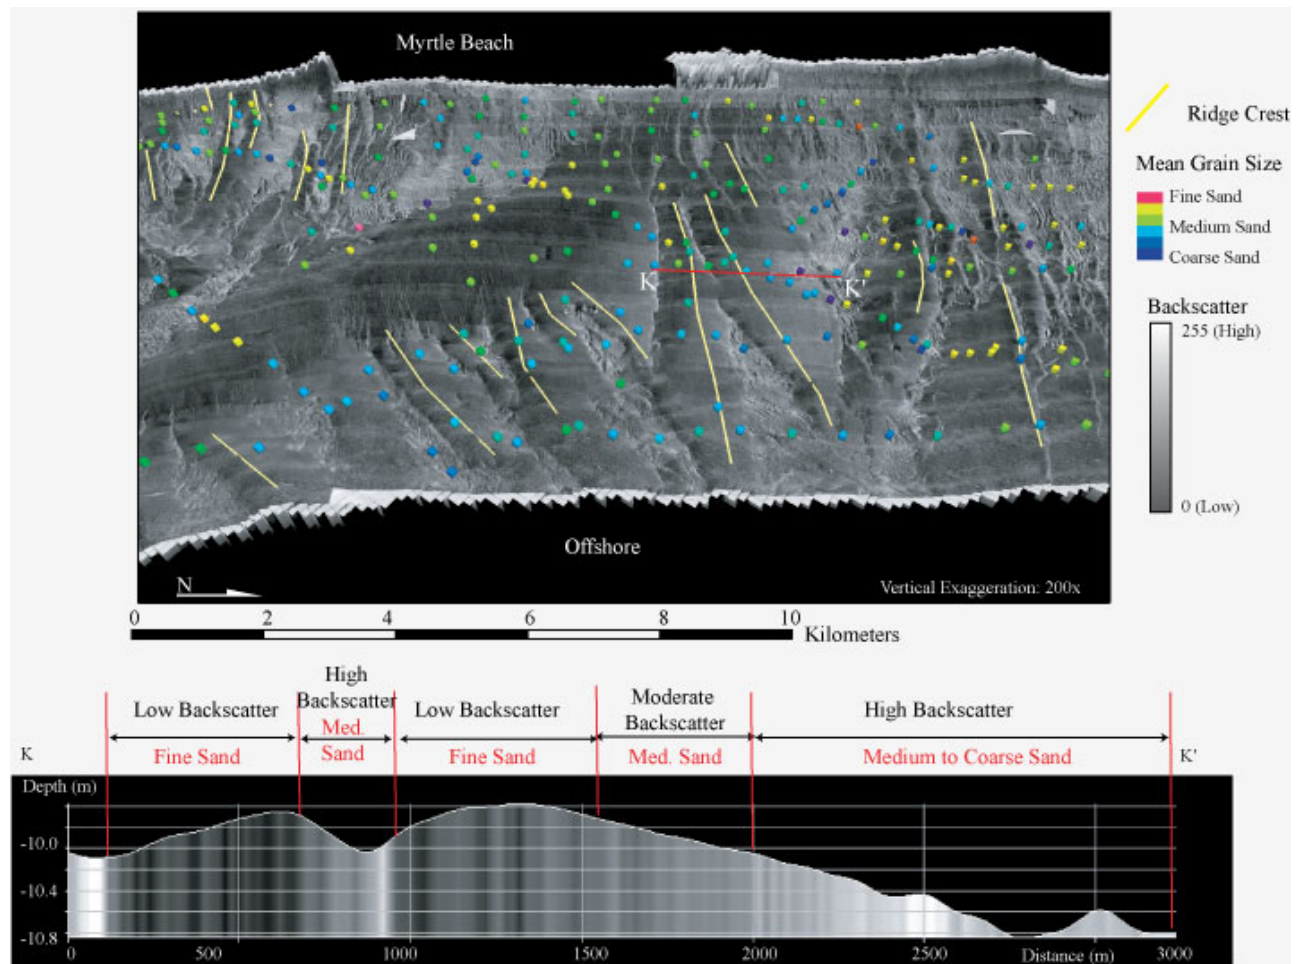 Myrtle Beach
Ridge Crest
Mean Grain Size
Fine Sand
Medium Sand
Coarse Sand
K
K'
Backscatter
255 (High)
0 (Low)
Offshore
N
Vertical Exaggeration: 200x
0 2 4 6 8 10
Kilometers
High
Backscatter
Low Backscatter
Low Backscatter
Moderate
Backscatter
High Backscatter
K
Fine Sand
Med.
Sand
Fine Sand
Med. Sand
Medium to Coarse Sand
K'
Depth (m)
-10.0
-10.4
-10.8
0 500 1000 1500 2000 2500 Distance (m) 3000